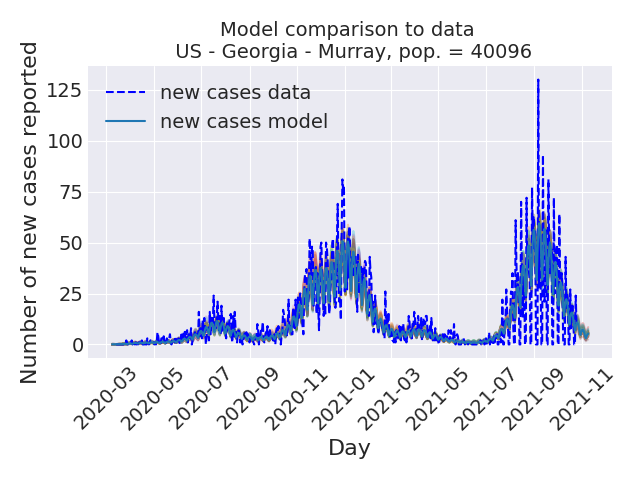 Model comparison to data
US - Georgia - Murray, pop. = 40096
Number of new cases reported
125
100
75
50
25
0
new cases data
new cases model
2020-03
2020-05
2020-07
2020-09
2020-11
2021-01
2021-03
2021-05
2021-07
2021-09
2021-11
Day